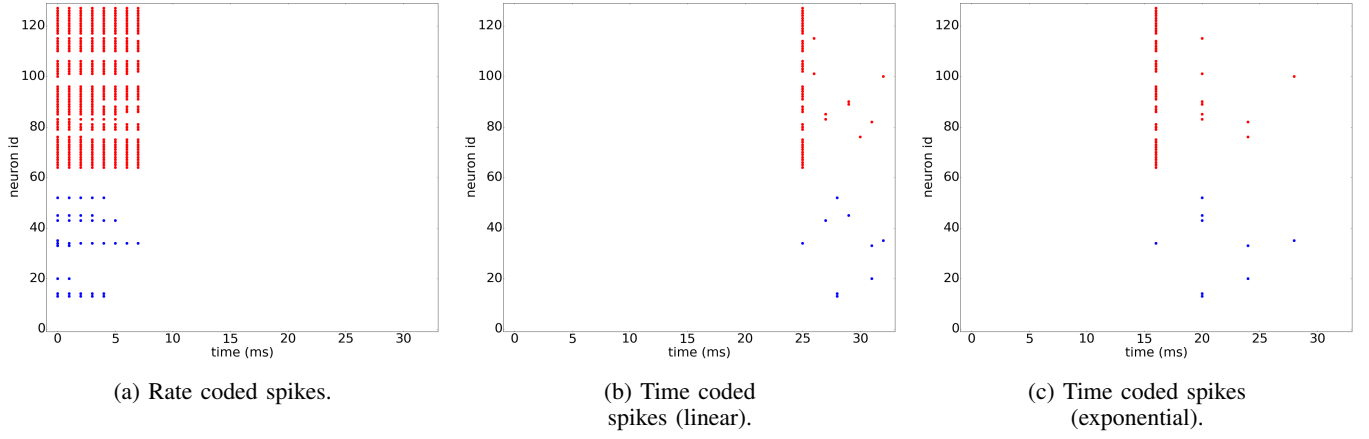 120
100
80
60
40
20
0
neuron id
0 5 10 15 20 25 30
time (ms)
(a) Rate coded spikes.
120
100
80
60
40
20
0
neuron id
0 5 10 15 20 25 30
time (ms)
(b) Time coded
spikes (linear).
120
100
80
60
40
20
0
neuron id
0 5 10 15 20 25 30
time (ms)
(c) Time coded spikes
(exponential).